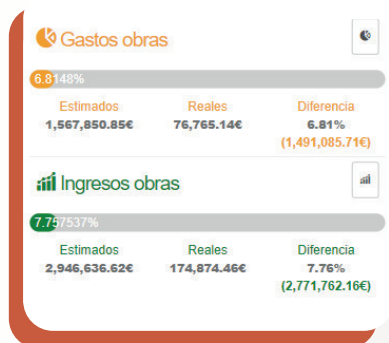 Gastos obras
6.8148%
Estimados Reales Diferencia
1,567,850.85€ 76,765.14€ 6.81%
(1,491,085.71€)
Ingresos obras
7.757537%
Estimados Reales Diferencia
2,946,636.62€ 174,874.46€ 7.76%
(2,771,762.16€)